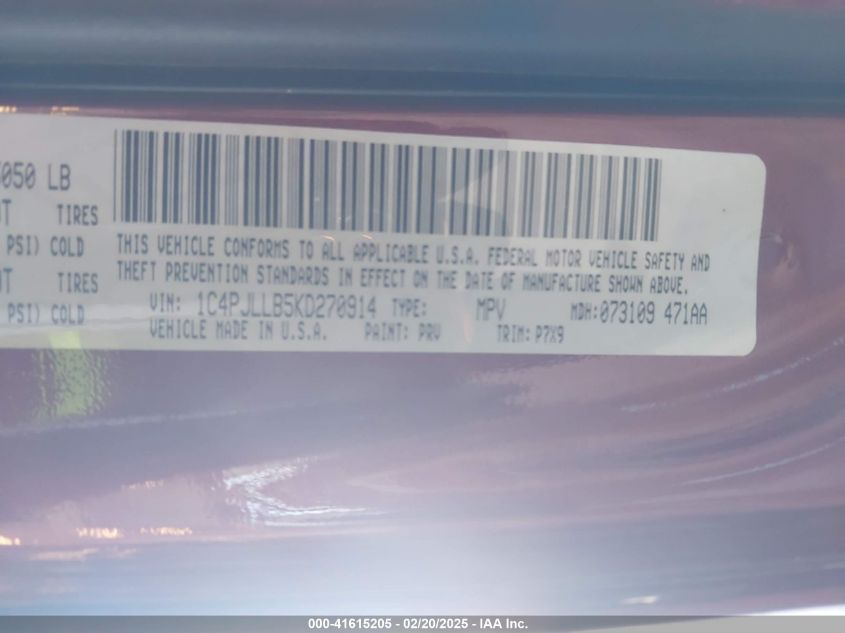 050 LB
TIRES
PSI) COLD
TIRES
PSI) COLD
THIS VEHICLE CONFORMS TO ALL APPLICABLE U.S.A. FEDERAL MOTOR VEHICLE SAFETY AND
THEFT PREVENTION STANDARDS IN EFFECT ON THE DATE OF MANUFACTURE SHOWN ABOVE.
VIN: 1C4PJLLB5KD270914 TYPE: MPV MDH:073109 471AA
VEHICLE MADE IN U.S.A. PAINT: PRV TRIM: P7X9
000-41615205 - 02/20/2025 - IAA Inc.